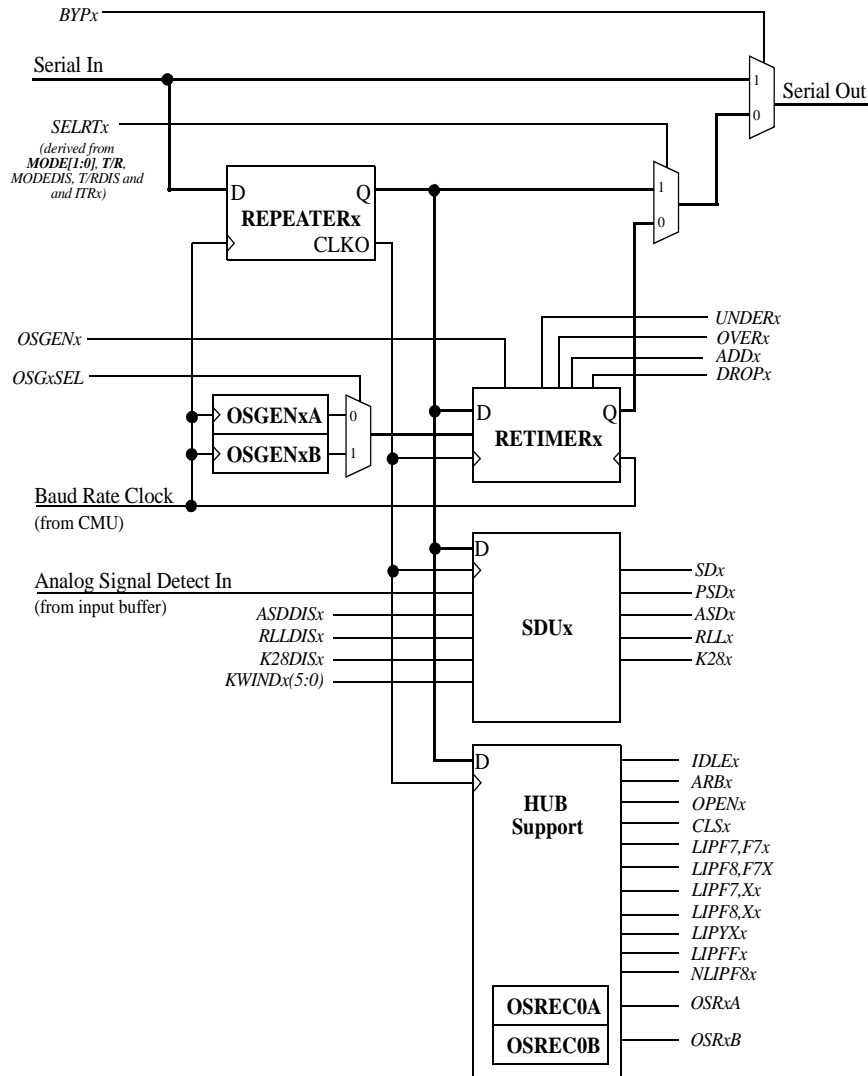 BYPx
Serial In
1
Serial Out
0
SELRTx
(derived from
MODE[1:0], T/R,
MODEDIS, T/RDIS and
and ITRx)
1
0
D
Q
REPEATERx
CLKO
OSGENx
UNDERx
OVERx
ADDx
DROPx
OSGxSEL
OSGENxA
0
OSGENxB
1
D
Q
RETIMERx
Baud Rate Clock
(from CMU)
D
Analog Signal Detect In
(from input buffer)
ASDDISx
RLLDISx
K28DISx
KWINDx(5:0)
SDUx
SDx
PSDx
ASDx
RLLx
K28x
D
HUB
Support
IDLEx
ARBx
OPENx
CLSx
LIPF7,F7x
LIPF8,F7X
LIPF7,Xx
LIPF8,Xx
LIPYXx
LIPFFx
NLIPF8x
OSREC0A
OSRxA
OSREC0B
OSRxB